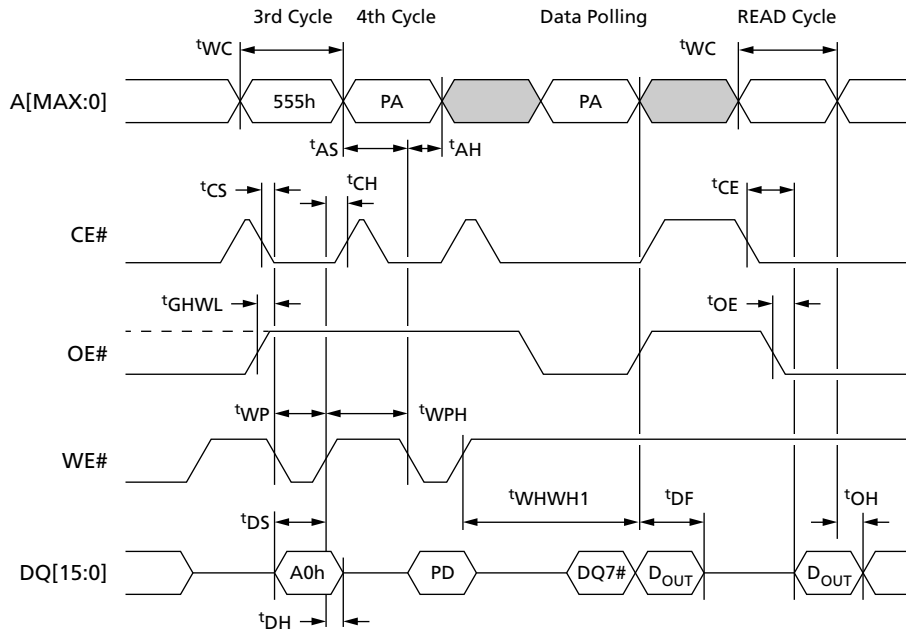 3rd Cycle 4th Cycle Data Polling READ Cycle
tWC tWC
A[MAX:0] 555h PA PA
tAS tAH
tCS tCH tCE
CE#
tGHWL tOE
OE#
tWP tWPH
WE#
tWHWH1 tDF tOH
tDS
DQ[15:0] A0h PD DQ7# DOUT DOUT
tDH